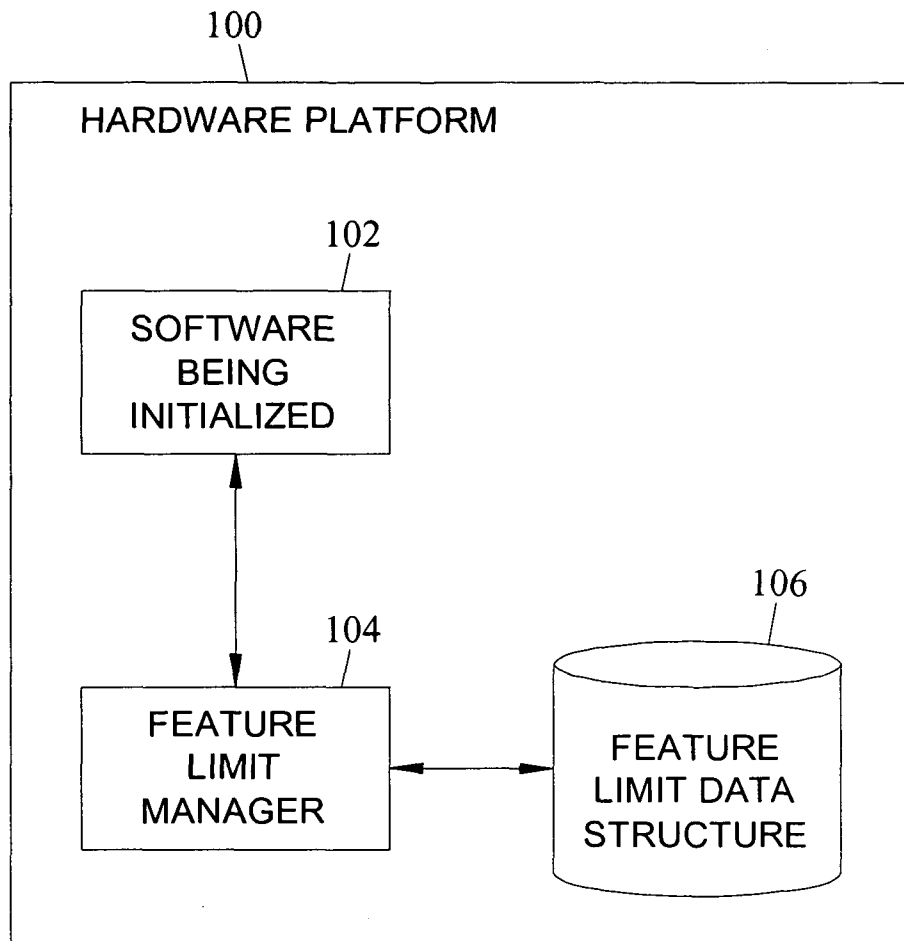 100
HARDWARE PLATFORM
102
SOFTWARE
BEING
INITIALIZED
104
FEATURE
LIMIT
MANAGER
106
FEATURE
LIMIT DATA
STRUCTURE